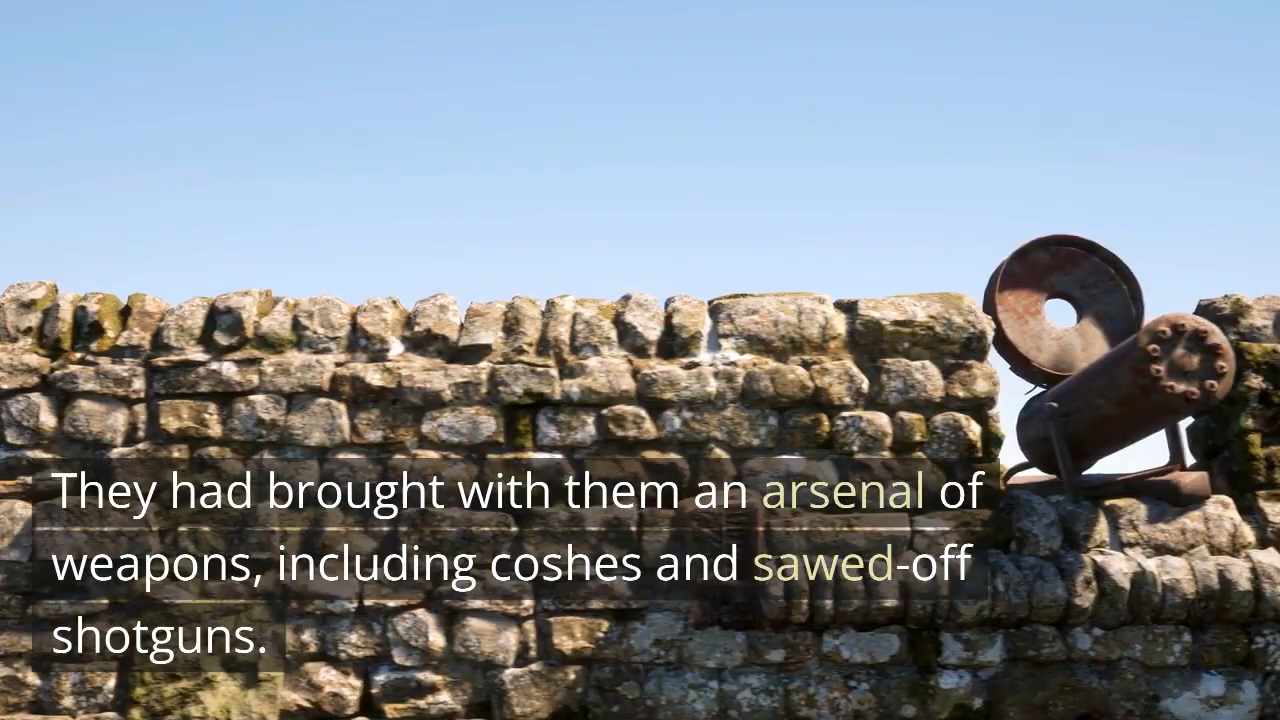 They had brought with them an arsenal of
weapons, including coshes and sawed-off
shotguns.